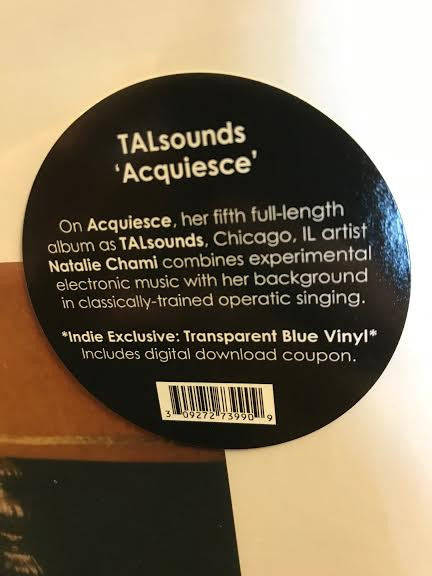 TALsounds
‘Acquiesce’
On Acquiesce, her fifth full-length
album as TALsounds, Chicago, IL artist
Natalie Chami combines experimental
electronic music with her background
in classically-trained operatic singing.
*Indie Exclusive: Transparent Blue Vinyl*
Includes digital download coupon.
3 09272 73990 9